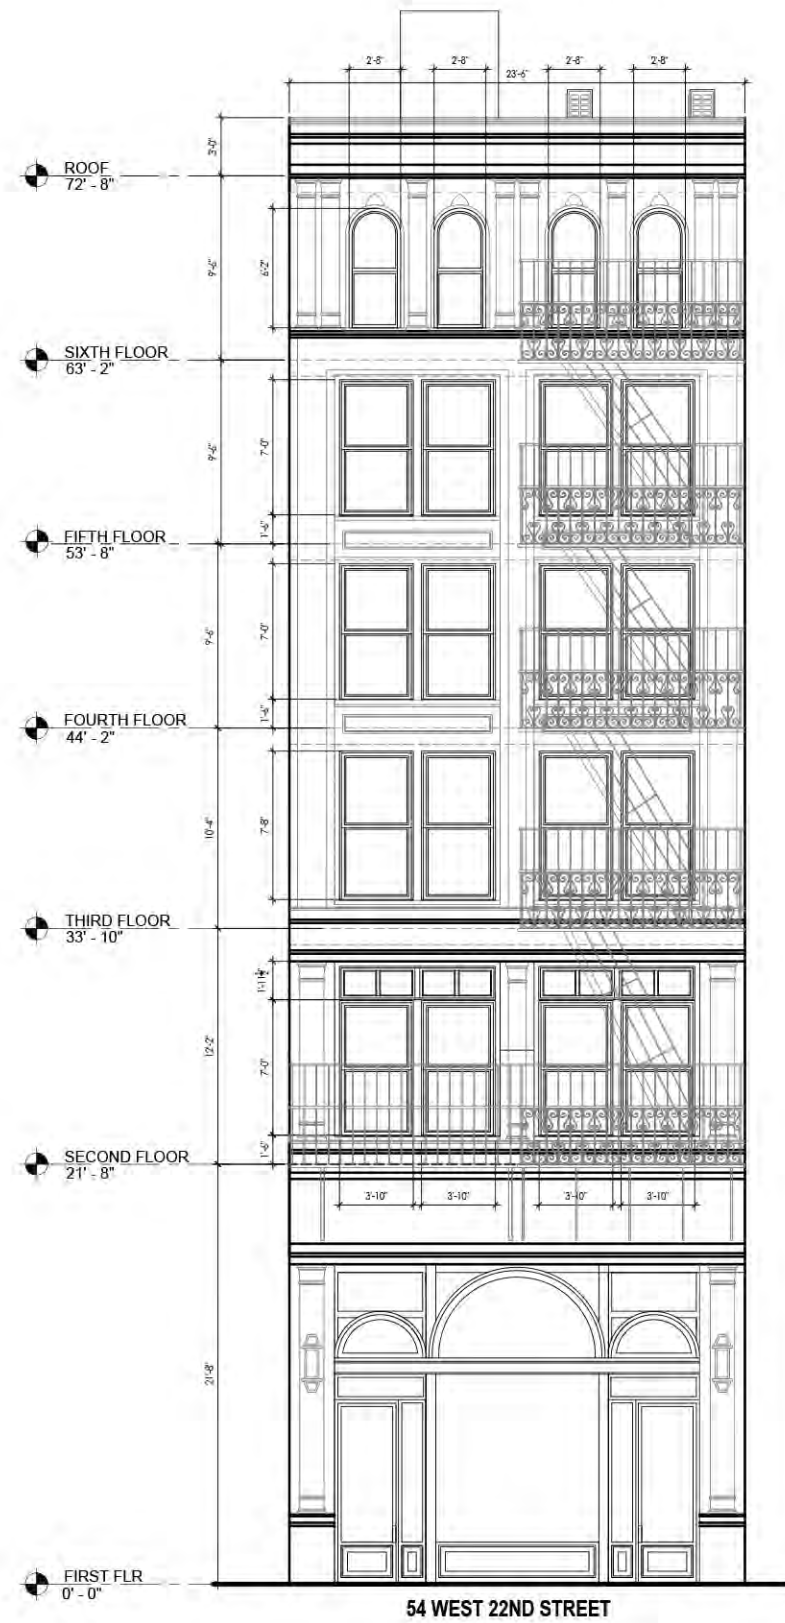 2'-8" 2'-8" 2'-8" 2'-8"
23'-6"
3'-0"
ROOF
72' - 8"
9'-6"
6'-2"
SIXTH FLOOR
63' - 2"
9'-6"
7'-0"
1'-6"
FIFTH FLOOR
53' - 8"
9'-6"
7'-0"
1'-6"
FOURTH FLOOR
44' - 2"
10'-4"
7'-8"
THIRD FLOOR
33' - 10"
1'-11½"
12'-2"
7'-0"
1'-6"
SECOND FLOOR
21' - 8"
3'-10" 3'-10" 3'-10" 3'-10"
21'-8"
FIRST FLR
0' - 0"
54 WEST 22ND STREET